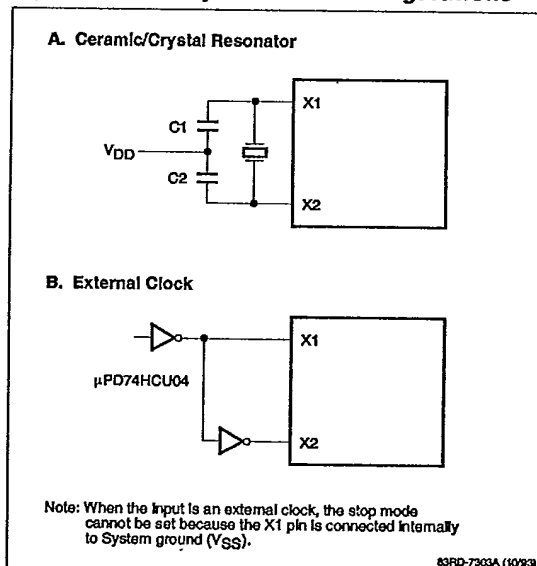 A. Ceramic/Crystal Resonator
X1
C1
VDD
C2
X2
B. External Clock
X1
μPD74HCU04
X2
Note: When the input is an external clock, the stop mode
cannot be set because the X1 pin is connected internally
to System ground (VSS).
83RD-7303A (10/93)